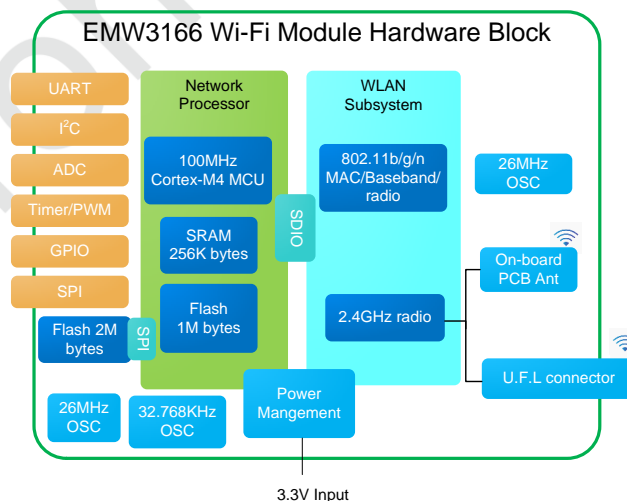 EMW3166 Wi-Fi Module Hardware Block
UART
I²C
ADC
Timer/PWM
GPIO
SPI
Flash 2M
bytes
SPI
Network
Processor
100MHz
Cortex-M4 MCU
SRAM
256K bytes
Flash
1M bytes
SDIO
WLAN
Subsystem
802.11b/g/n
MAC/Baseband/
radio
2.4GHz radio
26MHz
OSC
On-board
PCB Ant
U.F.L connector
26MHz
OSC
32.768KHz
OSC
Power
Mangement
3.3V Input